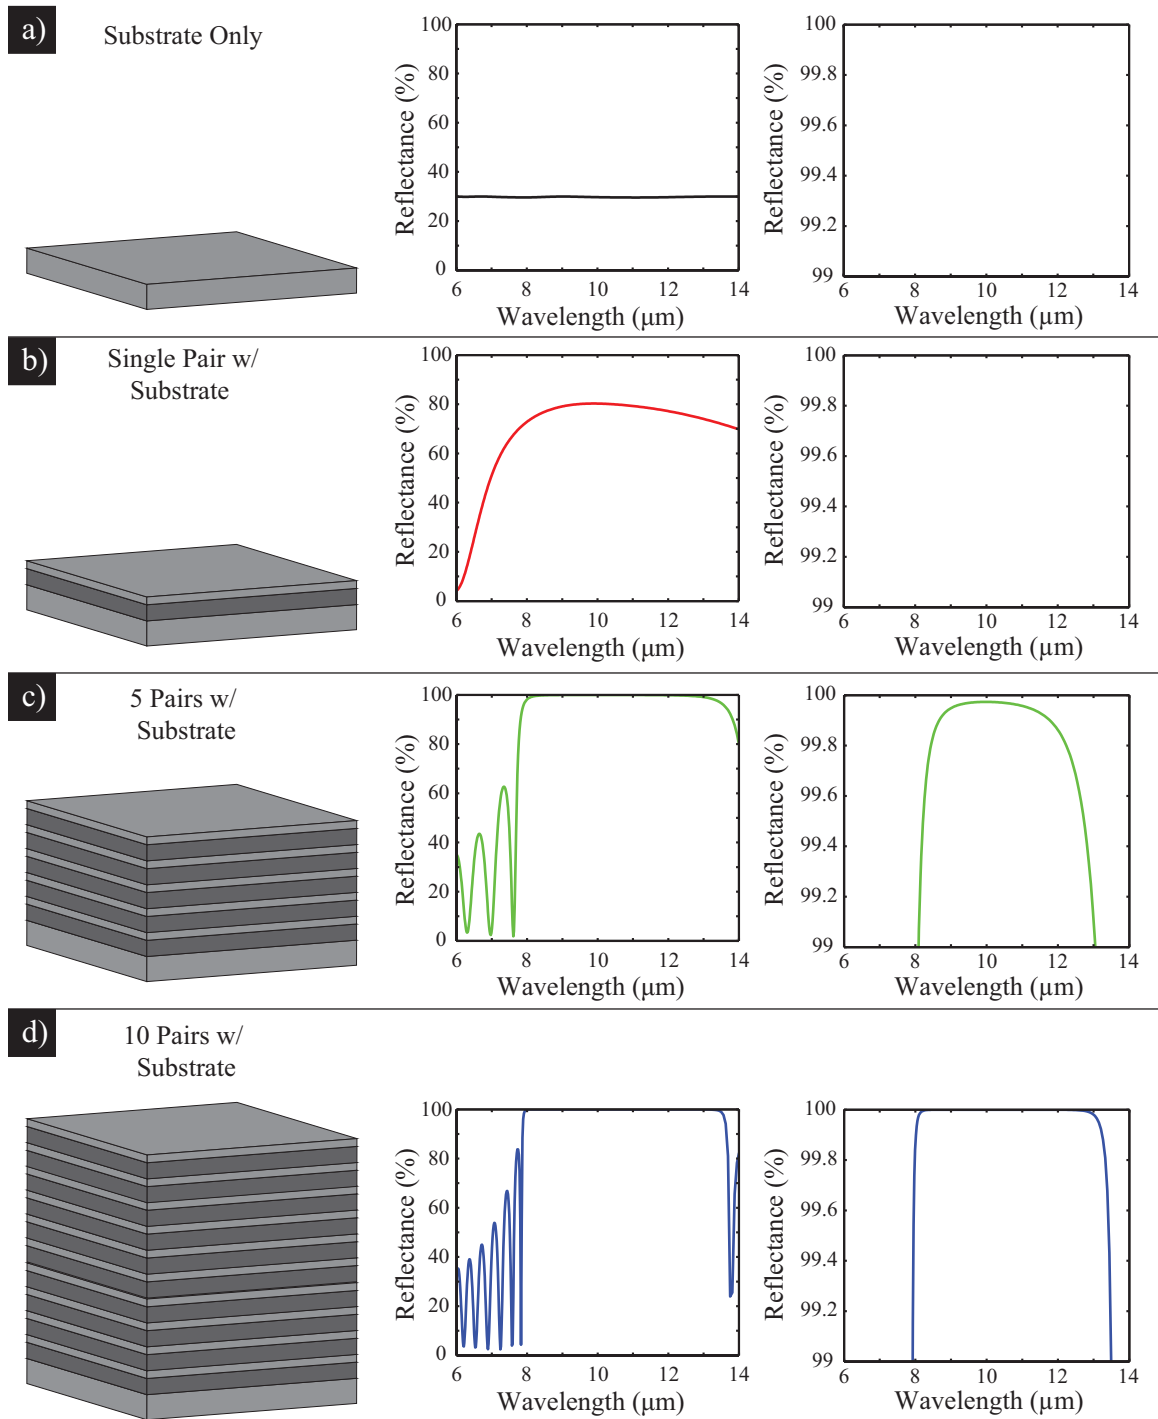 a)
Substrate Only
Reflectance (%)
100
80
60
40
20
0
6 8 10 12 14
Wavelength (µm)
Reflectance (%)
100
99.8
99.6
99.4
99.2
99
6 8 10 12 14
Wavelength (µm)
b)
Single Pair w/
Substrate
Reflectance (%)
100
80
60
40
20
0
6 8 10 12 14
Wavelength (µm)
Reflectance (%)
100
99.8
99.6
99.4
99.2
99
6 8 10 12 14
Wavelength (µm)
c)
5 Pairs w/
Substrate
Reflectance (%)
100
80
60
40
20
0
6 8 10 12 14
Wavelength (µm)
Reflectance (%)
100
99.8
99.6
99.4
99.2
99
6 8 10 12 14
Wavelength (µm)
d)
10 Pairs w/
Substrate
Reflectance (%)
100
80
60
40
20
0
6 8 10 12 14
Wavelength (µm)
Reflectance (%)
100
99.8
99.6
99.4
99.2
99
6 8 10 12 14
Wavelength (µm)